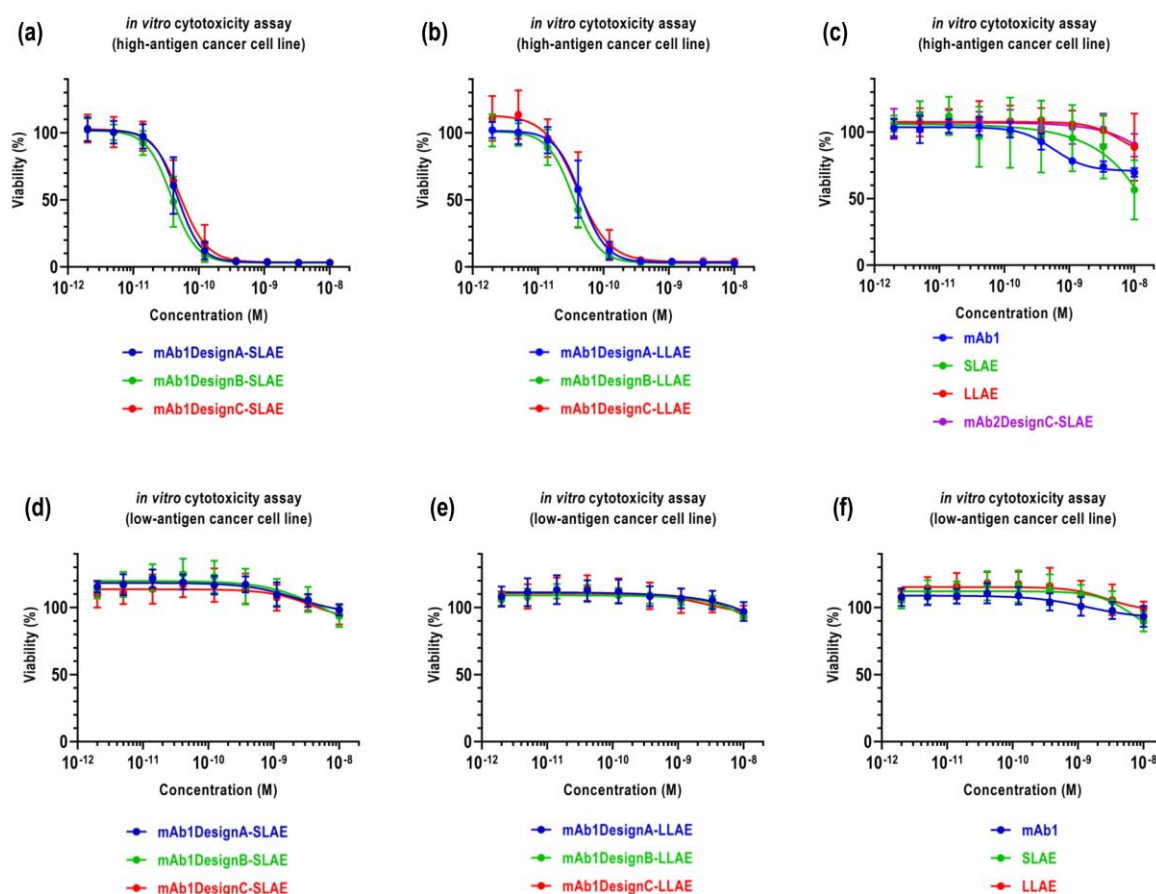 (a)
in vitro cytotoxicity assay
(high-antigen cancer cell line)
Viability (%)
100
50
0
10-12
10-11
10-10
10-9
10-8
Concentration (M)
mAb1DesignA-SLAE
mAb1DesignB-SLAE
mAb1DesignC-SLAE
(b)
in vitro cytotoxicity assay
(high-antigen cancer cell line)
Viability (%)
100
50
0
10-12
10-11
10-10
10-9
10-8
Concentration (M)
mAb1DesignA-LLAE
mAb1DesignB-LLAE
mAb1DesignC-LLAE
(c)
in vitro cytotoxicity assay
(high-antigen cancer cell line)
Viability (%)
100
50
0
10-12
10-11
10-10
10-9
10-8
Concentration (M)
mAb1
SLAE
LLAE
mAb2DesignC-SLAE
(d)
in vitro cytotoxicity assay
(low-antigen cancer cell line)
Viability (%)
100
50
0
10-12
10-11
10-10
10-9
10-8
Concentration (M)
mAb1DesignA-SLAE
mAb1DesignB-SLAE
mAb1DesignC-SLAE
(e)
in vitro cytotoxicity assay
(low-antigen cancer cell line)
Viability (%)
100
50
0
10-12
10-11
10-10
10-9
10-8
Concentration (M)
mAb1DesignA-LLAE
mAb1DesignB-LLAE
mAb1DesignC-LLAE
(f)
in vitro cytotoxicity assay
(low-antigen cancer cell line)
Viability (%)
100
50
0
10-12
10-11
10-10
10-9
10-8
Concentration (M)
mAb1
SLAE
LLAE